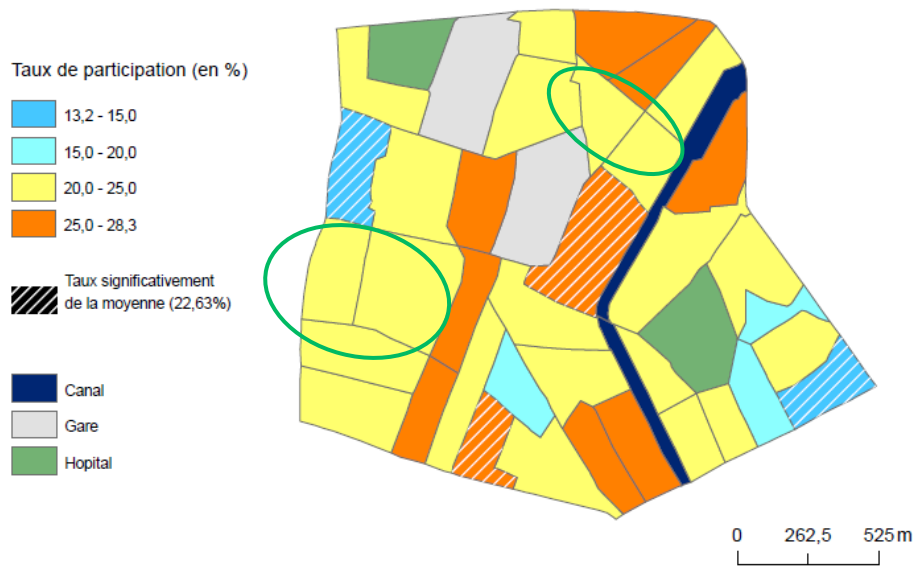 Taux de participation (en %)
13,2 - 15,0
15,0 - 20,0
20,0 - 25,0
25,0 - 28,3
Taux significativement
de la moyenne (22,63%)
Canal
Gare
Hopital
0 262,5 525 m